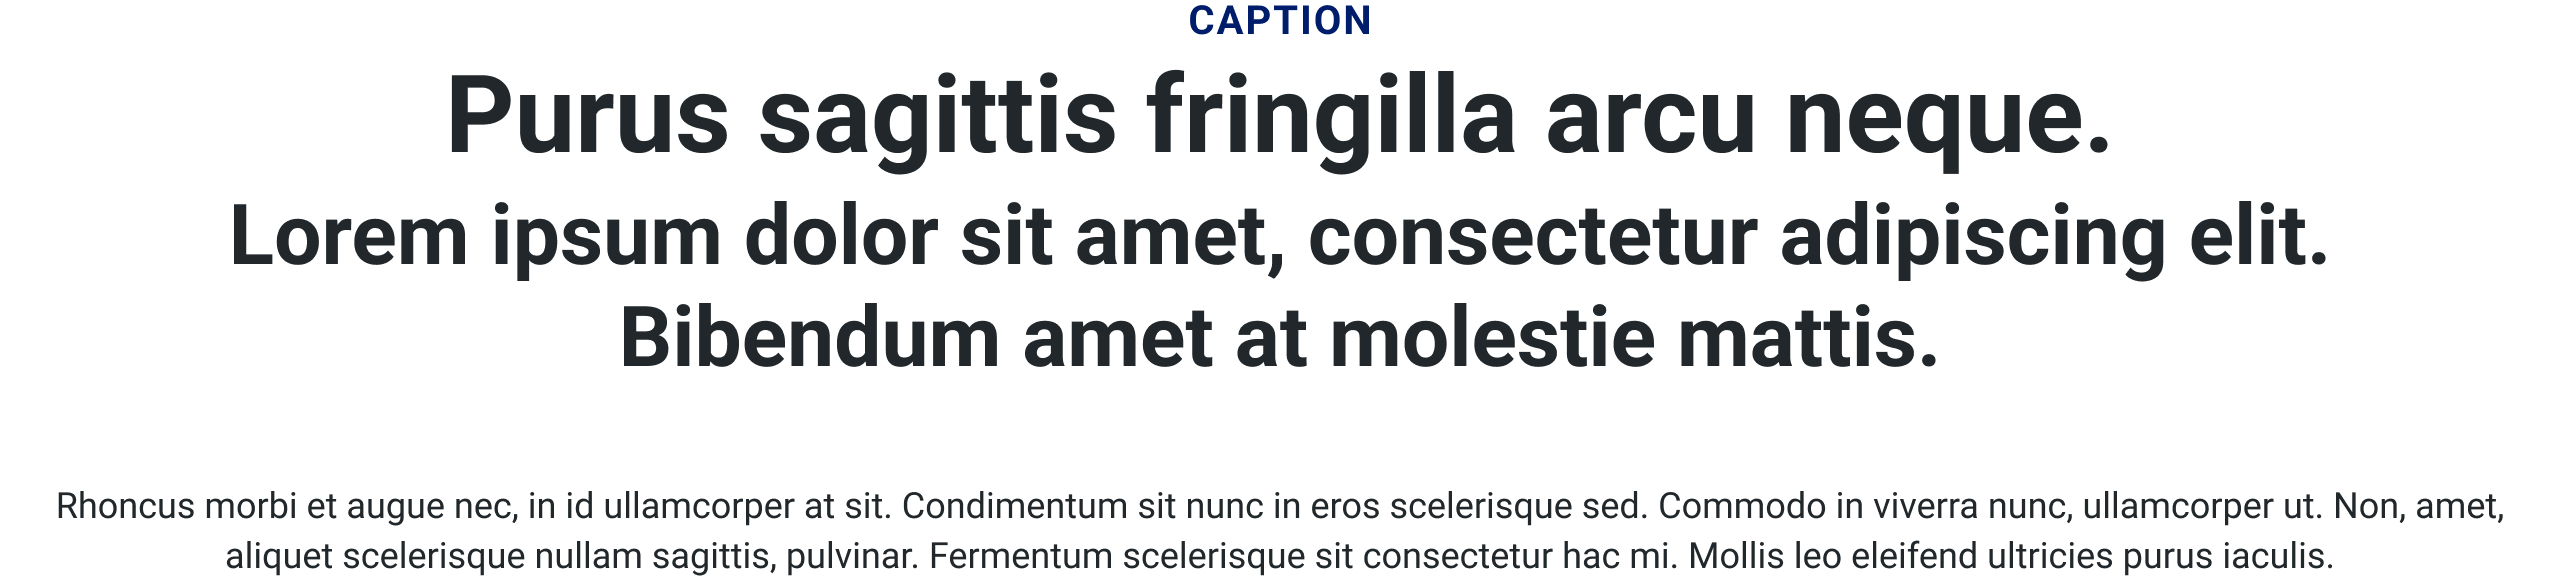 CAPTION
Purus sagittis fringilla arcu neque.
Lorem ipsum dolor sit amet, consectetur adipiscing elit.
Bibendum amet at molestie mattis.
Rhoncus morbi et augue nec, in id ullamcorper at sit. Condimentum sit nunc in eros scelerisque sed. Commodo in viverra nunc, ullamcorper ut. Non, amet,
aliquet scelerisque nullam sagittis, pulvinar. Fermentum scelerisque sit consectetur hac mi. Mollis leo eleifend ultricies purus iaculis.